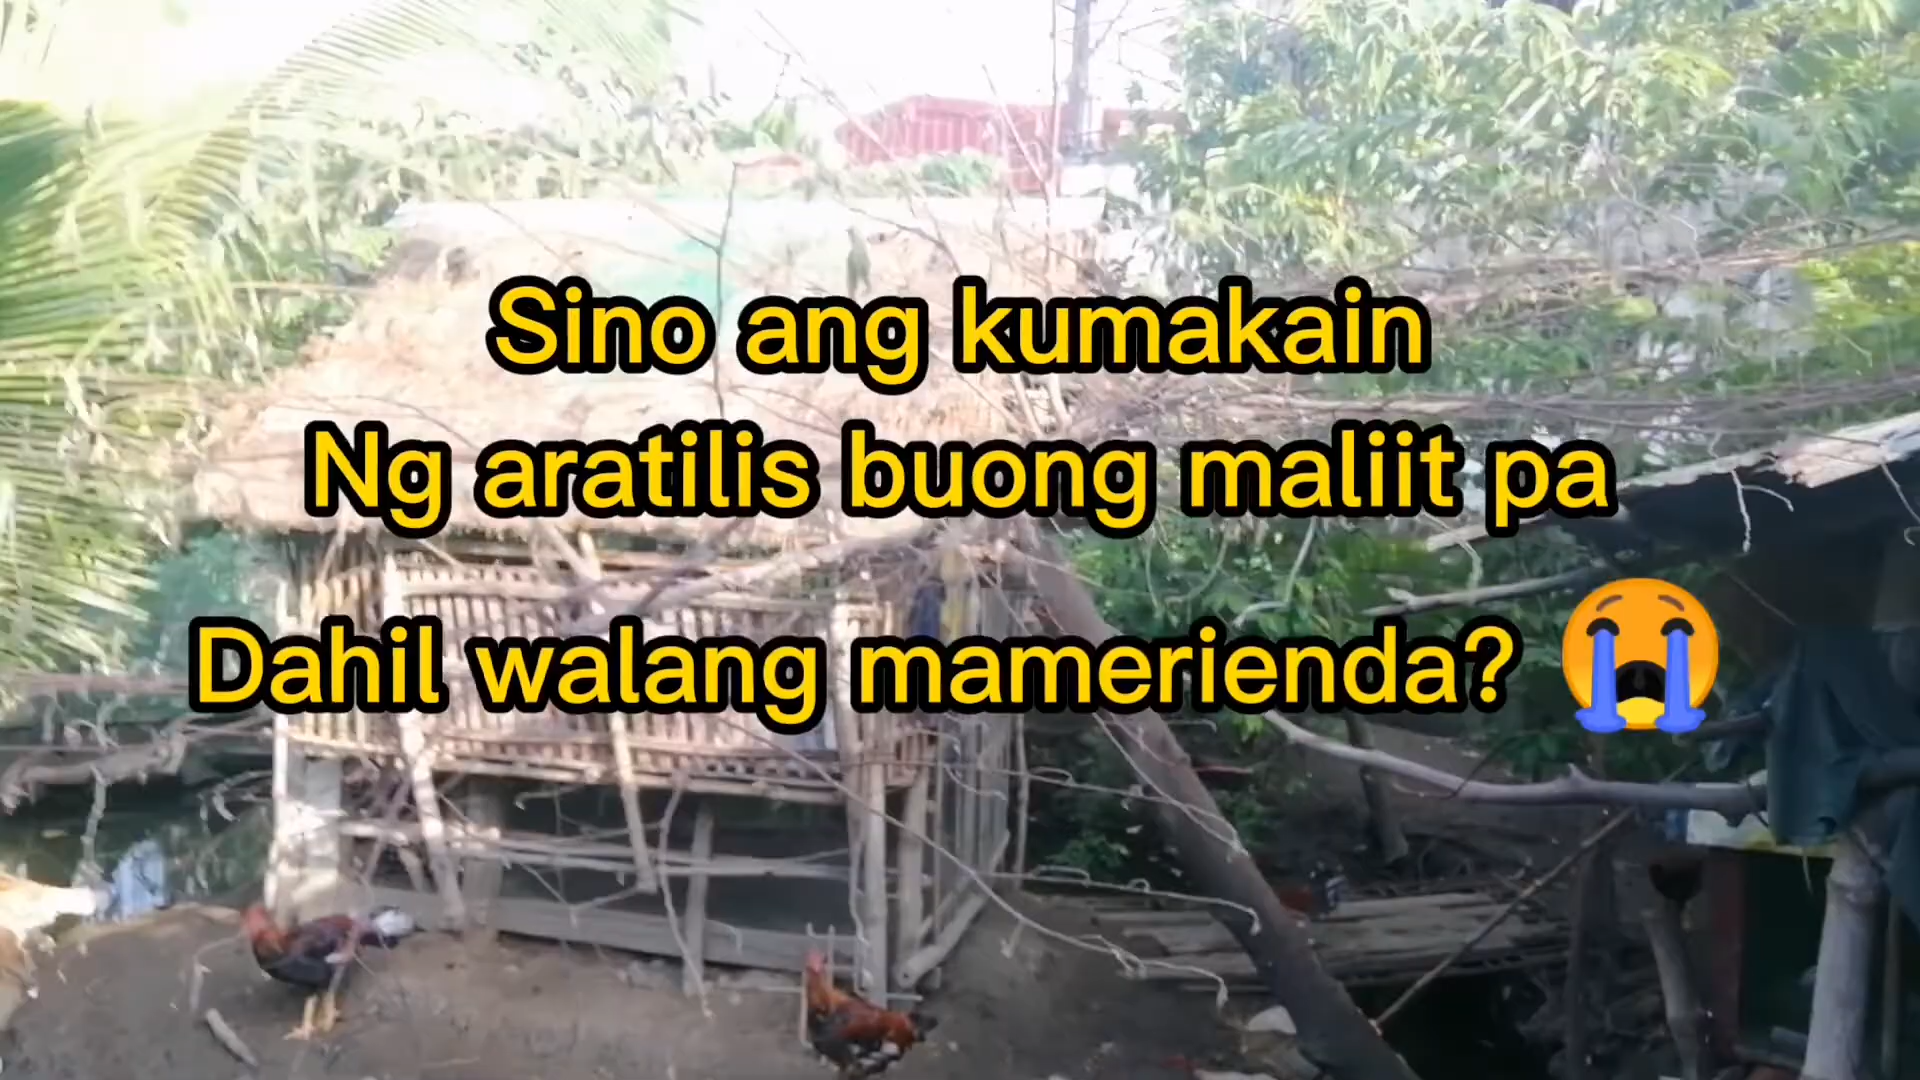 Sino ang kumakain
Ng aratilis buong maliit pa
Dahil walang mamerienda? 😭